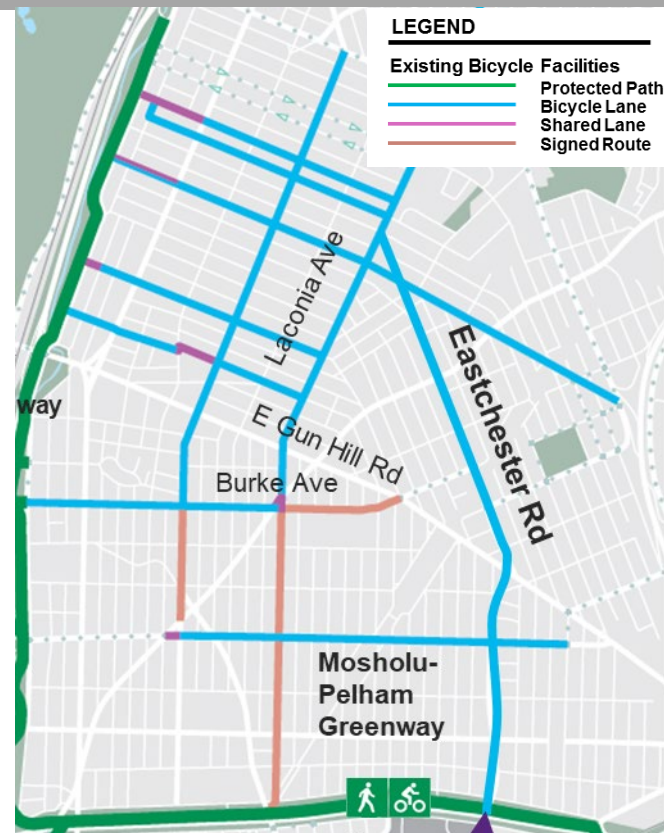 LEGEND
Existing Bicycle Facilities
Protected Path
Bicycle Lane
Shared Lane
Signed Route
Laconia Ave
Eastchester Rd
way
E Gun Hill Rd
Burke Ave
Mosholu-
Pelham
Greenway